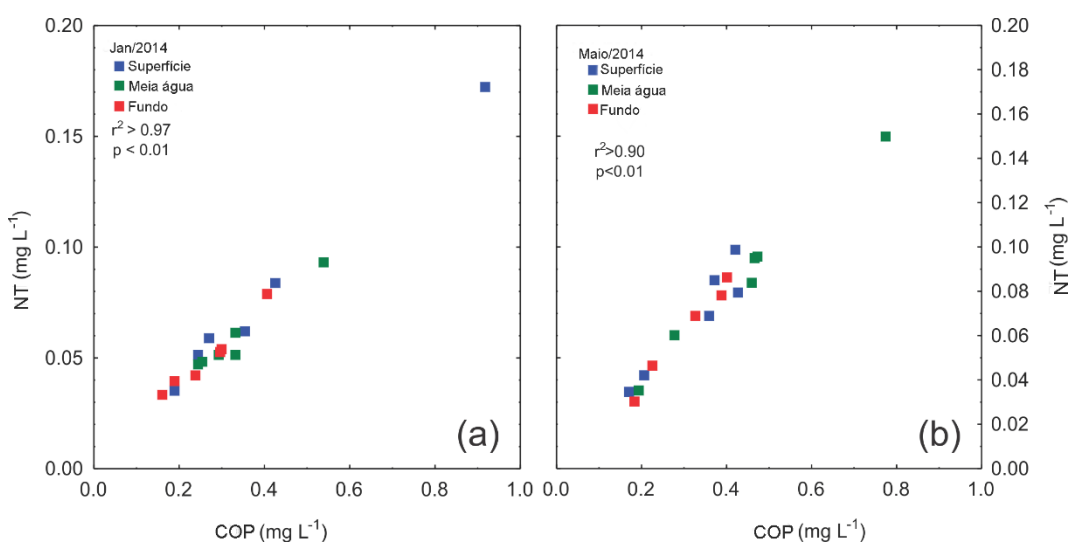 Jan/2014
Superfície
Meia água
Fundo
r² > 0.97
p < 0.01
0.20
0.15
0.10
0.05
0.00
NT (mg L⁻¹)
(a)
0.0 0.2 0.4 0.6 0.8 1.0
COP (mg L⁻¹)
Maio/2014
Superfície
Meia água
Fundo
r²>0.90
p<0.01
(b)
0.20
0.18
0.16
0.14
0.12
0.10
0.08
0.06
0.04
0.02
0.00
NT (mg L⁻¹)
0.0 0.2 0.4 0.6 0.8 1.0
COP (mg L⁻¹)